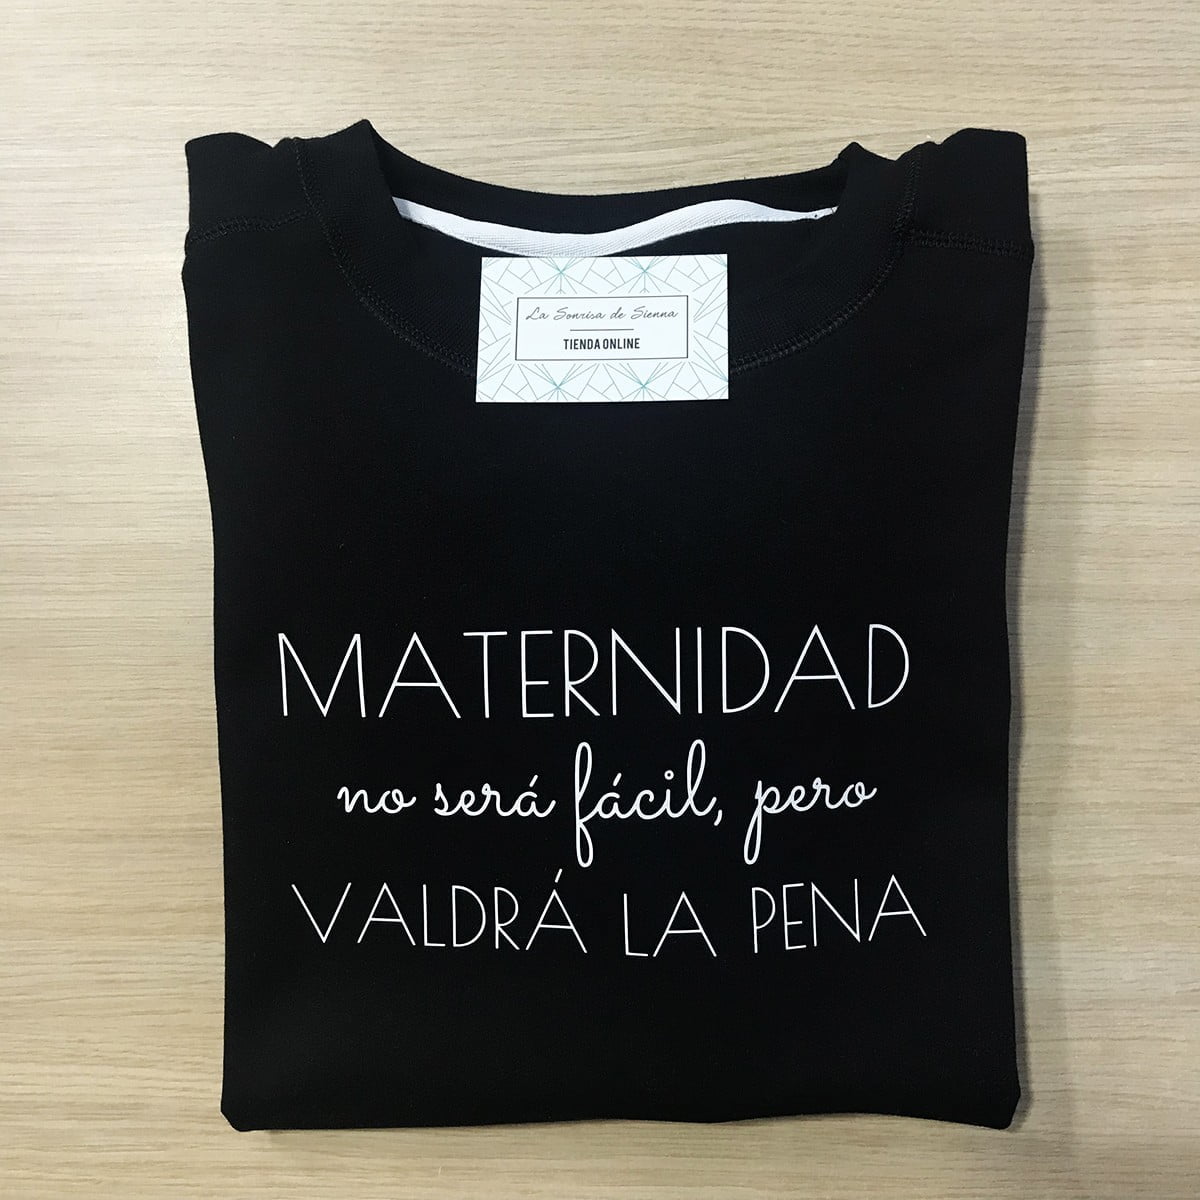 La Sonrisa de Sienna
TIENDA ONLINE
MATERNIDAD
no será fácil, pero
VALDRÁ LA PENA